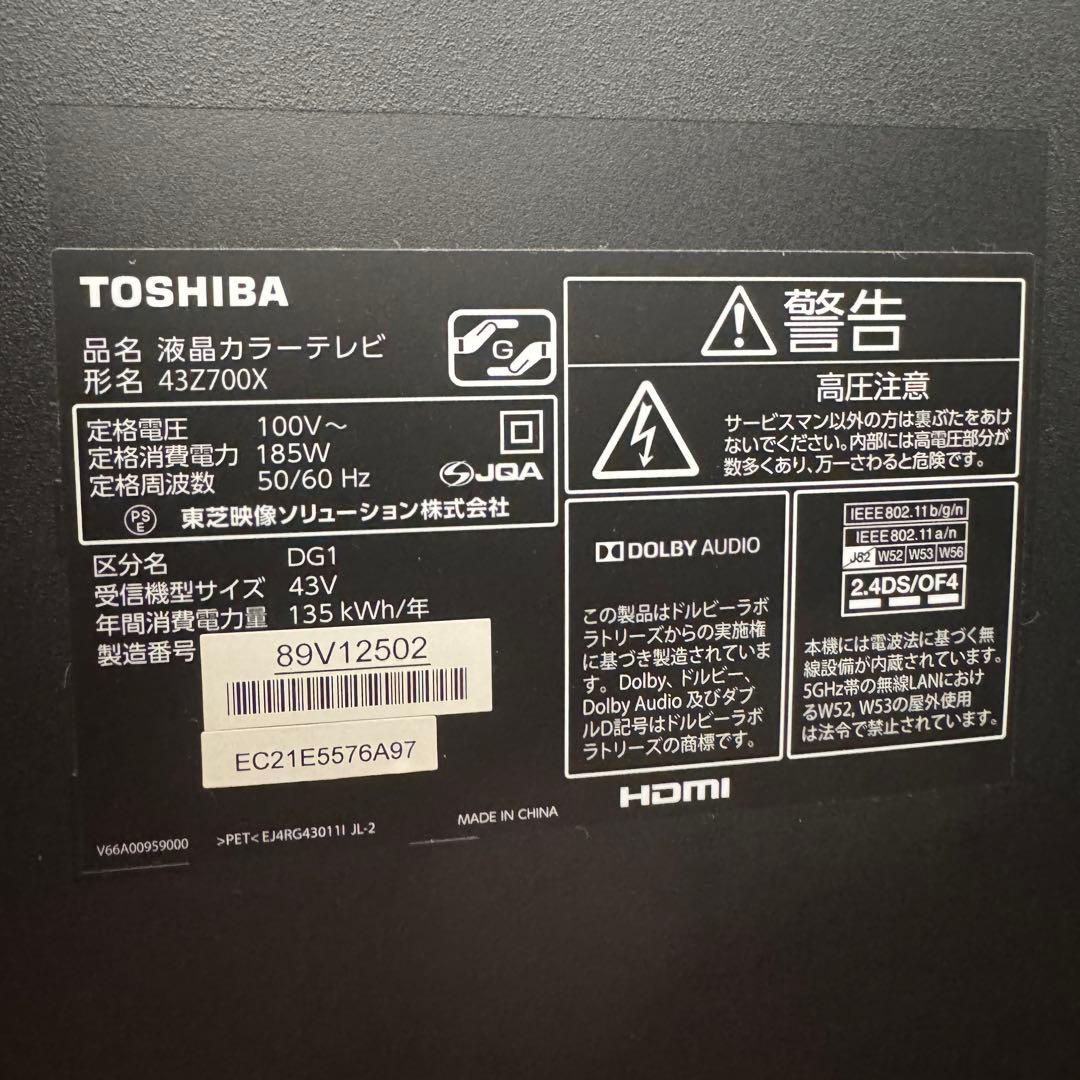 TOSHIBA
品名 液晶カラーテレビ
形名 43Z700X
G
定格電圧 100V～
定格消費電力 185W
定格周波数 50/60 Hz
JQA
PS
E
東芝映像ソリューション株式会社
区分名 DG1
受信機型サイズ 43V
年間消費電力量 135 kWh/年
製造番号
89V12502
EC21E5576A97
V66A00959000
>PET< EJ4RG43011I JL-2
MADE IN CHINA
警告
高圧注意
サービスマン以外の方は裏ぶたをあけ
ないでください。内部には高電圧部分が
数多くあり、万一さわると危険です。
DOLBY AUDIO
この製品はドルビーラボ
ラトリーズからの実施権
に基づき製造されていま
す。Dolby、ドルビー、
Dolby Audio 及びダブ
ルD記号はドルビーラボ
ラトリーズの商標です。
IEEE802.11b/g/n
IEEE802.11a/n
J52 W52 W53 W56
2.4DS/OF4
本機には電波法に基づく無
線設備が内蔵されています。
5GHz帯の無線LANにおけ
るW52, W53の屋外使用
は法令で禁止されています。
HDMI